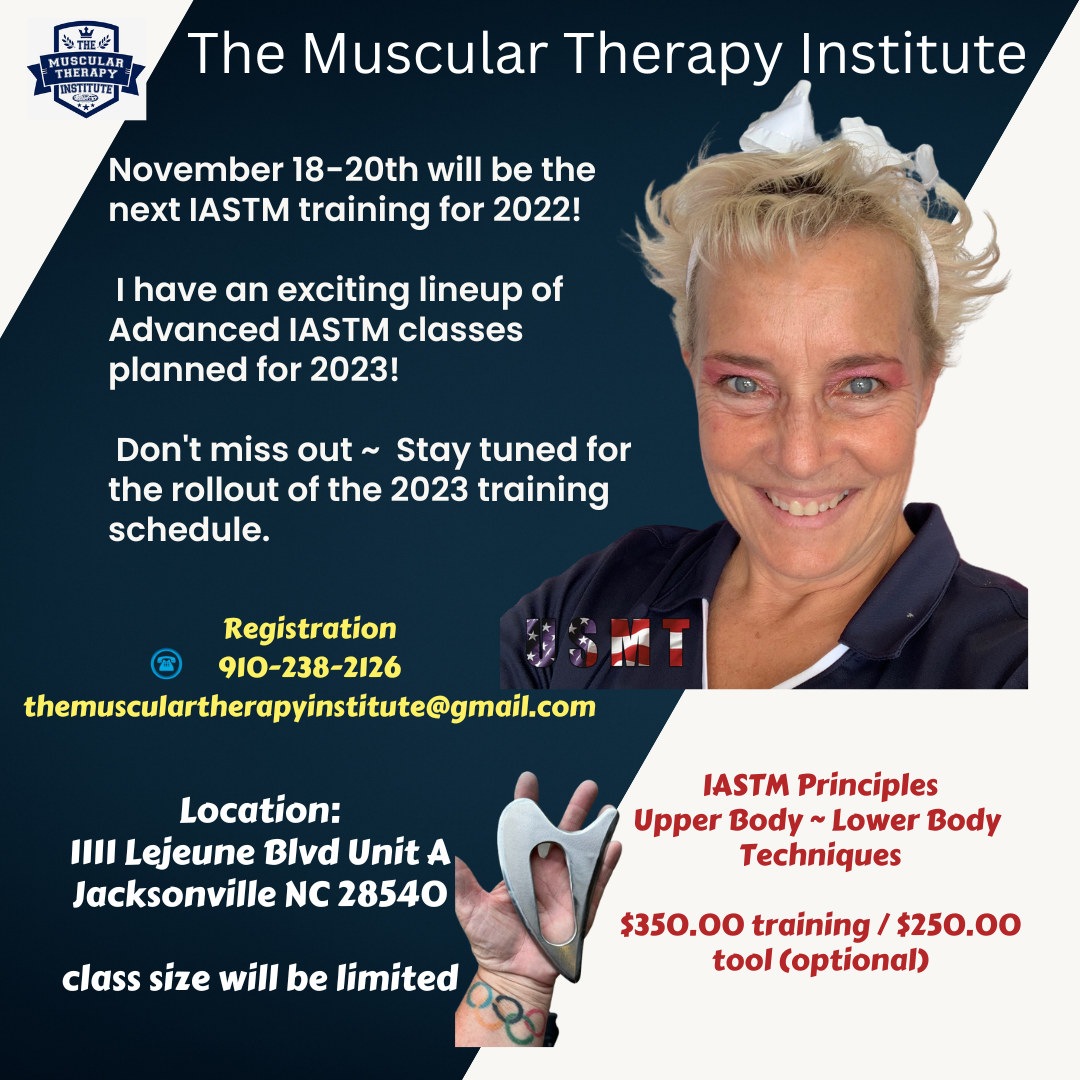 THE
MUSCULAR
THERAPY
INSTITUTE
The Muscular Therapy Institute
November 18-20th will be the
next IASTM training for 2022!
I have an exciting lineup of
Advanced IASTM classes
planned for 2023!
Don't miss out ~ Stay tuned for
the rollout of the 2023 training
schedule.
USMT
Registration
910-238-2126
themusculartherapyinstitute@gmail.com
Location:
1111 Lejeune Blvd Unit A
Jacksonville NC 28540
class size will be limited
IASTM Principles
Upper Body ~ Lower Body
Techniques
$350.00 training / $250.00
tool (optional)